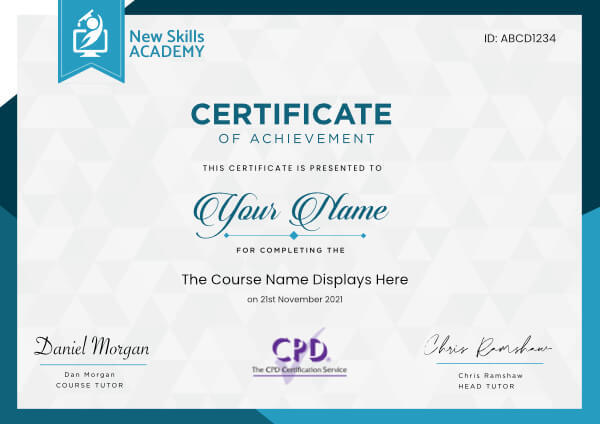 New Skills
ACADEMY
ID: ABCD1234
CERTIFICATE
OF ACHIEVEMENT
THIS CERTIFICATE IS PRESENTED TO
Your Name
FOR COMPLETING THE
The Course Name Displays Here
on 21st November 2021
Daniel Morgan
Dan Morgan
COURSE TUTOR
CPD
The CPD Certification Service
Chris Ramshaw
Chris Ramshaw
HEAD TUTOR